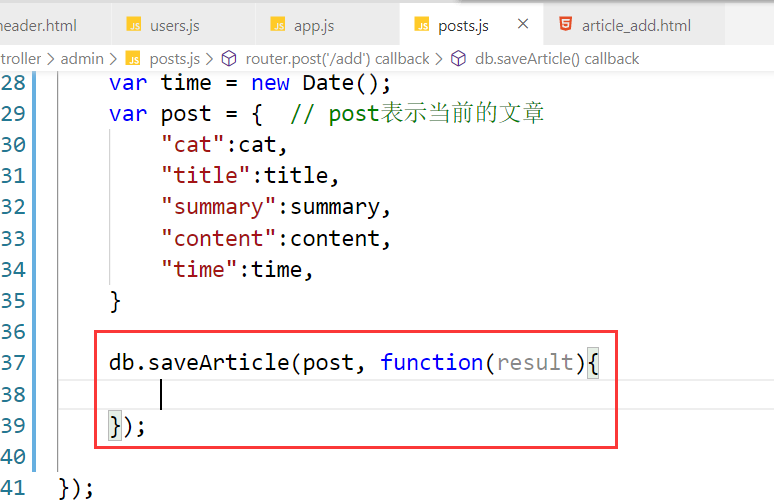 header.html users.js app.js posts.js article_add.html
troller > admin > posts.js > router.post('/add') callback > db.saveArticle() callback
28 var time = new Date();
29 var post = { // post表示当前的文章
30 "cat":cat,
31 "title":title,
32 "summary":summary,
33 "content":content,
34 "time":time,
35 }
36
37 db.saveArticle(post, function(result){
38
39 });
40
41 });